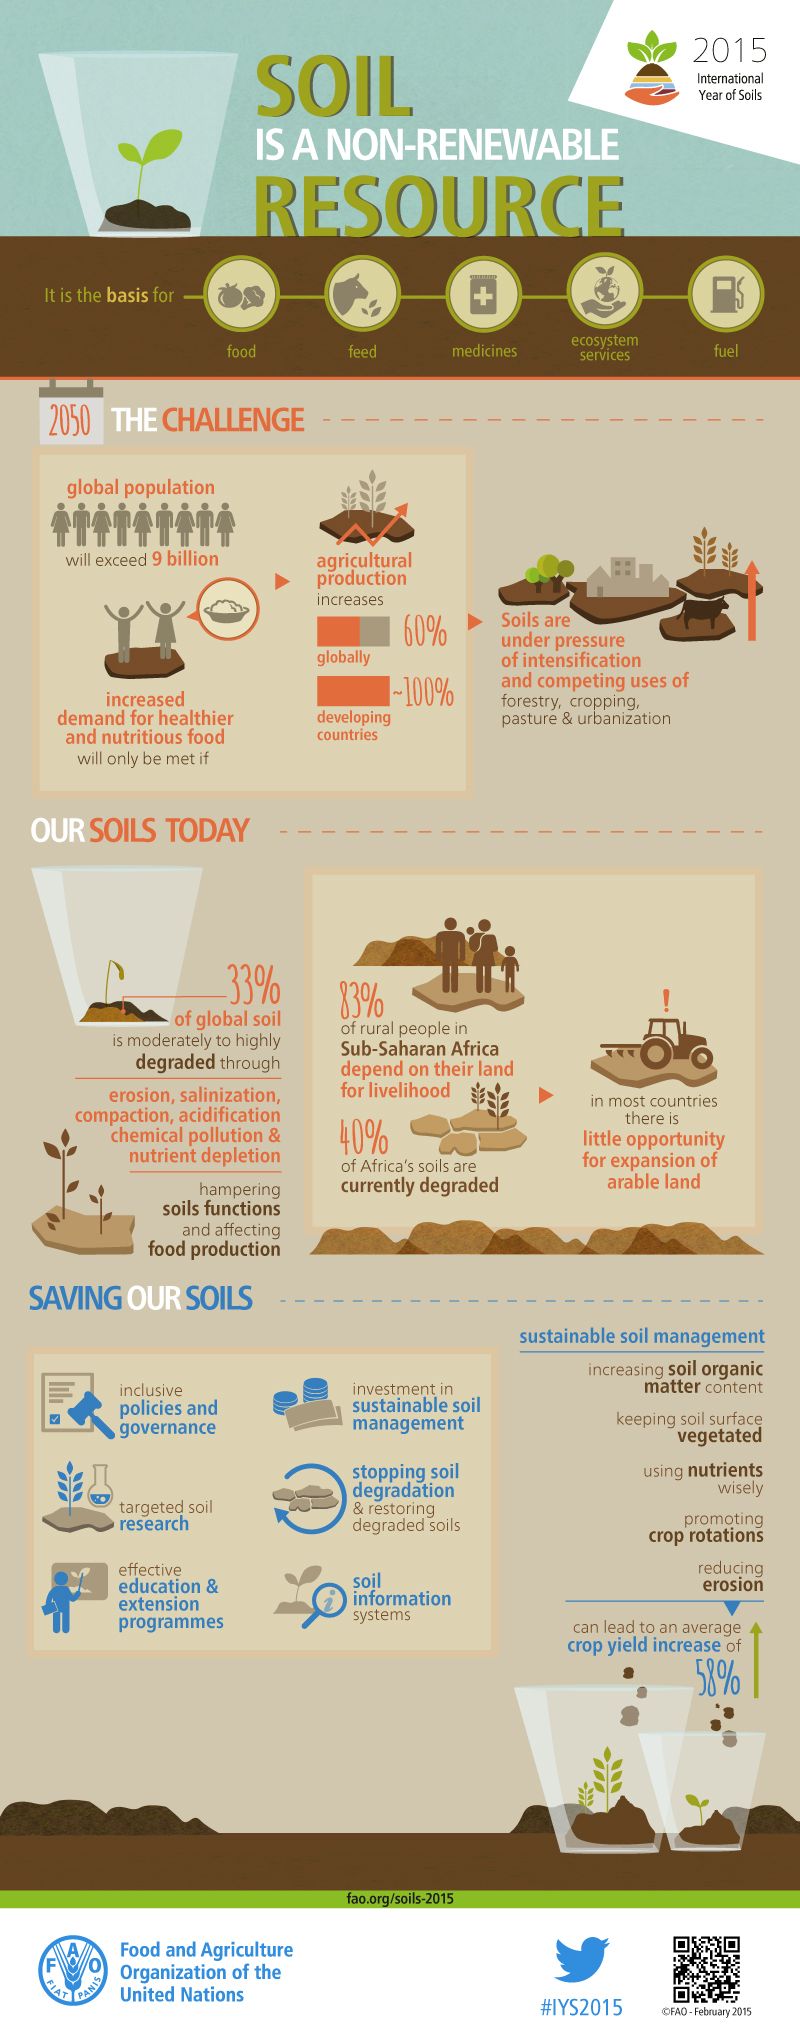 SOIL
IS A NON-RENEWABLE
RESOURCE
2015
International
Year of Soils
It is the basis for
food
feed
medicines
ecosystem
services
fuel
2050 THE CHALLENGE
global population
will exceed 9 billion
increased
demand for healthier
and nutritious food
will only be met if
agricultural
production
increases
60%
globally
~100%
developing
countries
Soils are
under pressure
of intensification
and competing uses of
forestry, cropping,
pasture & urbanization
OUR SOILS TODAY
33%
of global soil
is moderately to highly
degraded through
erosion, salinization,
compaction, acidification
chemical pollution &
nutrient depletion
hampering
soils functions
and affecting
food production
83%
of rural people in
Sub-Saharan Africa
depend on their land
for livelihood
40%
of Africa's soils are
currently degraded
!
in most countries
there is
little opportunity
for expansion of
arable land
SAVING OUR SOILS
inclusive
policies and
governance
investment in
sustainable soil
management
targeted soil
research
stopping soil
degradation
& restoring
degraded soils
effective
education &
extension
programmes
i
soil
information
systems
sustainable soil management
increasing soil organic
matter content
keeping soil surface
vegetated
using nutrients
wisely
promoting
crop rotations
reducing
erosion
can lead to an average
crop yield increase of
58%
fao.org/soils-2015
FAO
FIAT PANIS
Food and Agriculture
Organization of the
United Nations
#IYS2015
©FAO - February 2015